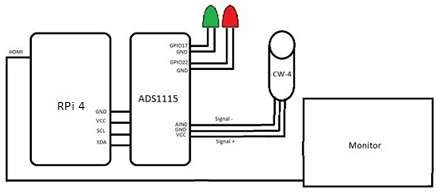 HDMI
RPi 4
GND
VCC
SCL
SDA
ADS1115
GPIO17
GND
GPIO22
GND
AIN0
GND
VCC
Signal -
Signal +
CW-4
Monitor